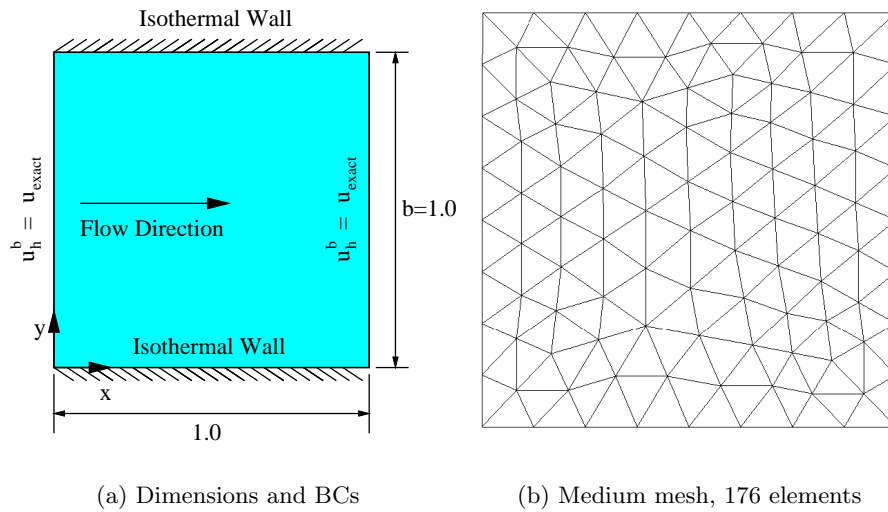 Isothermal Wall
u_h^b = u_exact
Flow Direction
u_h^b = u_exact
b=1.0
y
Isothermal Wall
x
1.0
(a) Dimensions and BCs
(b) Medium mesh, 176 elements